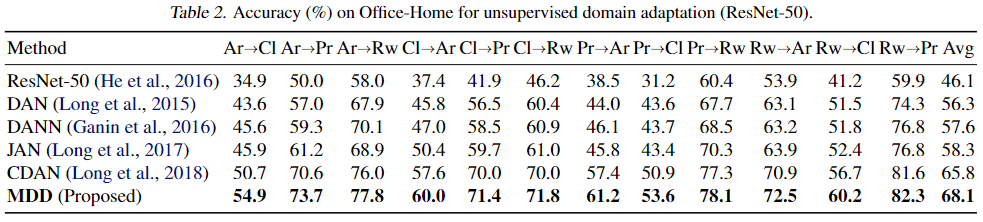 Table 2. Accuracy (%) on Office-Home for unsupervised domain adaptation (ResNet-50).
Method Ar→Cl Ar→Pr Ar→Rw Cl→Ar Cl→Pr Cl→Rw Pr→Ar Pr→Cl Pr→Rw Rw→Ar Rw→Cl Rw→Pr Avg
ResNet-50 (He et al., 2016) 34.9 50.0 58.0 37.4 41.9 46.2 38.5 31.2 60.4 53.9 41.2 59.9 46.1
DAN (Long et al., 2015) 43.6 57.0 67.9 45.8 56.5 60.4 44.0 43.6 67.7 63.1 51.5 74.3 56.3
DANN (Ganin et al., 2016) 45.6 59.3 70.1 47.0 58.5 60.9 46.1 43.7 68.5 63.2 51.8 76.8 57.6
JAN (Long et al., 2017) 45.9 61.2 68.9 50.4 59.7 61.0 45.8 43.4 70.3 63.9 52.4 76.8 58.3
CDAN (Long et al., 2018) 50.7 70.6 76.0 57.6 70.0 70.0 57.4 50.9 77.3 70.9 56.7 81.6 65.8
MDD (Proposed) 54.9 73.7 77.8 60.0 71.4 71.8 61.2 53.6 78.1 72.5 60.2 82.3 68.1